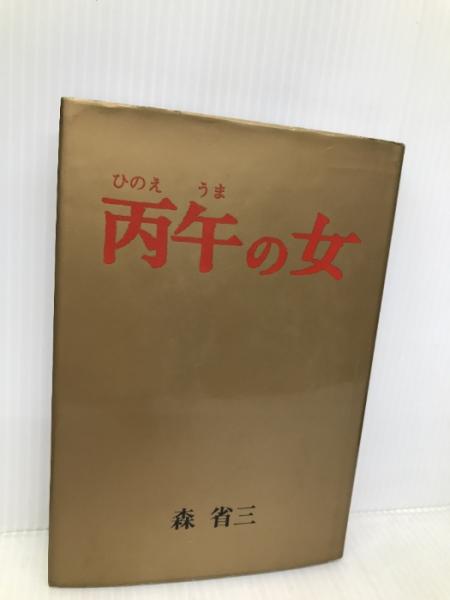 ひのえ うま
丙午の女
森 省三